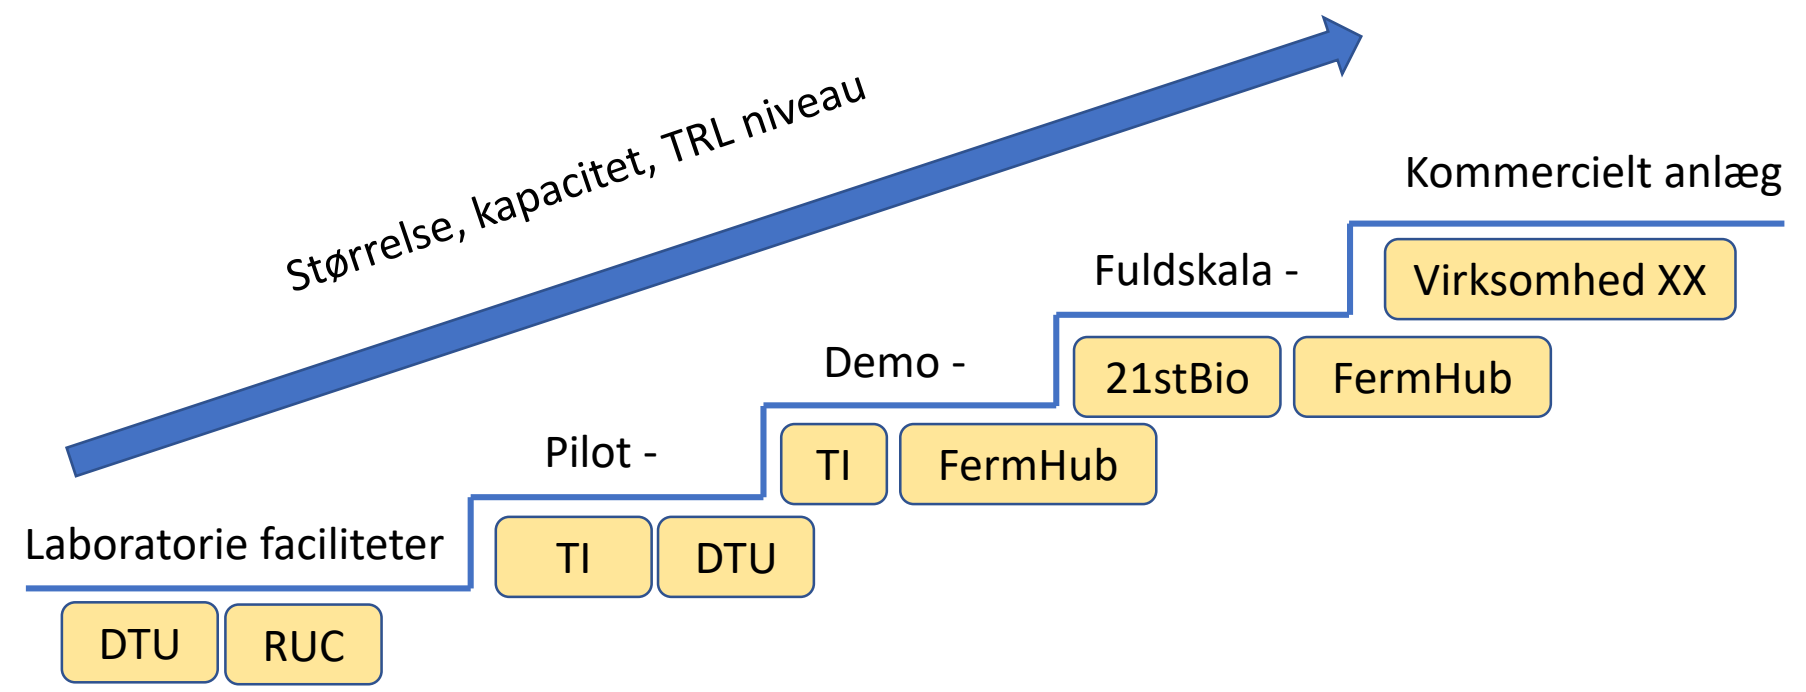 Størrelse, kapacitet, TRL niveau
Kommercielt anlæg
Virksomhed XX
Fuldskala -
21stBio FermHub
Demo -
TI FermHub
Pilot -
TI DTU
Laboratorie faciliteter
DTU RUC